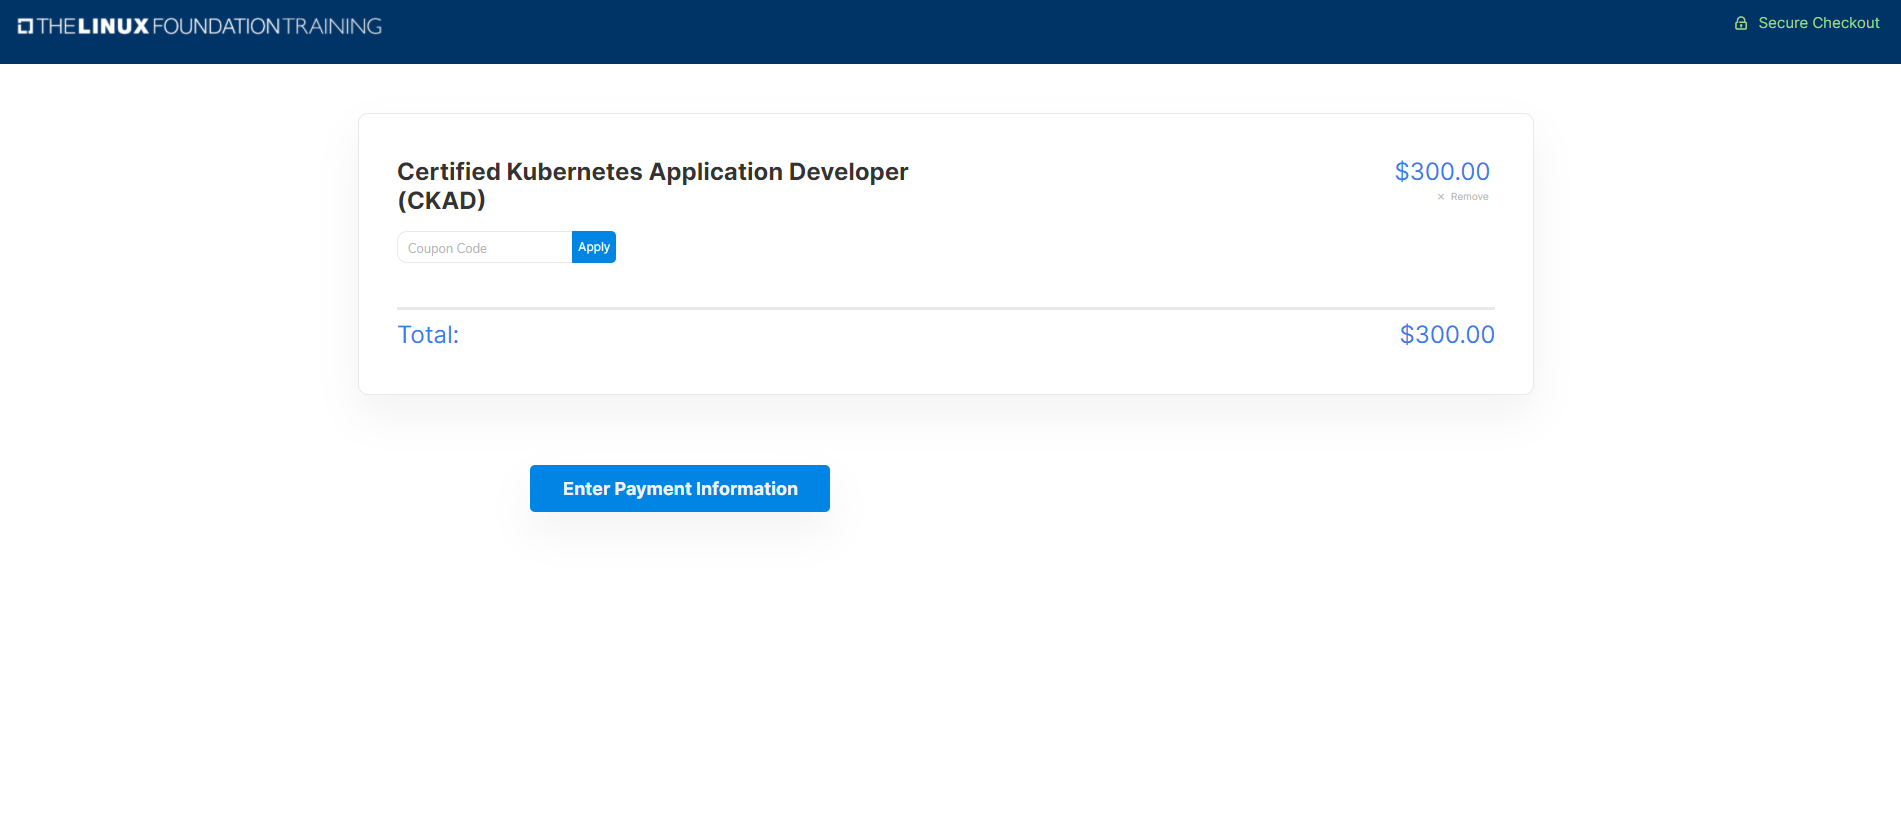 THE LINUX FOUNDATION TRAINING
Secure Checkout
Certified Kubernetes Application Developer
(CKAD)
$300.00
× Remove
Coupon Code
Apply
Total:
$300.00
Enter Payment Information